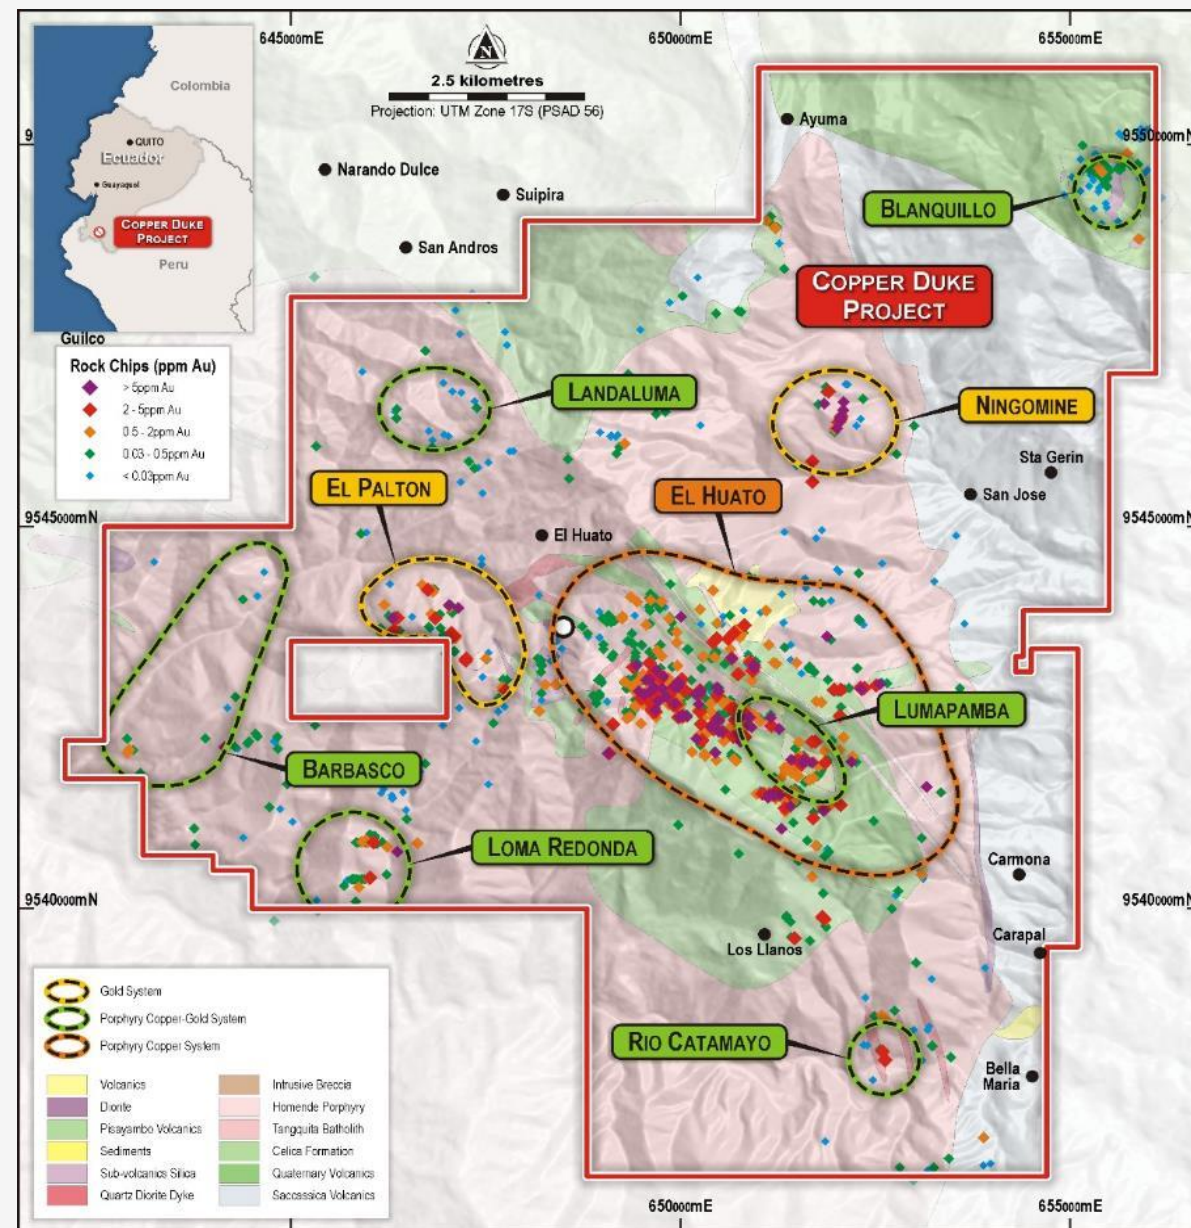 645000mE
650000mE
655000mE
N
2.5 kilometres
Projection: UTM Zone 17S (PSAD 56)
Colombia
QUITO
Ecuador
Guayaquil
COPPER DUKE
PROJECT
Peru
9550000mN
Ayuma
Narando Dulce
Suipira
San Andros
BLANQUILLO
COPPER DUKE
PROJECT
Guilco
Rock Chips (ppm Au)
> 5ppm Au
2 - 5ppm Au
0.5 - 2ppm Au
0.03 - 0.5ppm Au
< 0.03ppm Au
LANDALUMA
NINGOMINE
Sta Gerin
San Jose
EL PALTON
EL HUATO
El Huato
9545000mN
9545000mN
LUMAPAMBA
BARBASCO
LOMA REDONDA
Carmona
9540000mN
9540000mN
Los Llanos
Carapal
RIO CATAMAYO
Bella
Maria
Gold System
Porphyry Copper-Gold System
Porphyry Copper System
Volcanics
Diorite
Pisayambo Volcanics
Sediments
Sub-volcanics Silica
Quartz Diorite Dyke
Intrusive Breccia
Homende Porphyry
Tangquita Batholith
Celica Formation
Quaternary Volcanics
Saccassica Volcanics
650000mE
655000mE